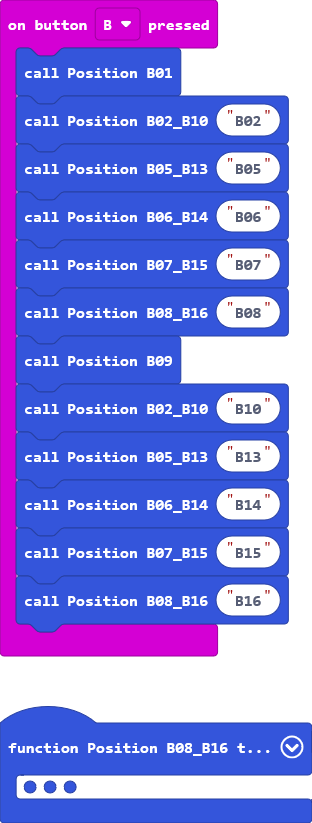 on button B pressed
call Position B01
call Position B02_B10 "B02"
call Position B05_B13 "B05"
call Position B06_B14 "B06"
call Position B07_B15 "B07"
call Position B08_B16 "B08"
call Position B09
call Position B02_B10 "B10"
call Position B05_B13 "B13"
call Position B06_B14 "B14"
call Position B07_B15 "B15"
call Position B08_B16 "B16"
function Position B08_B16 t...